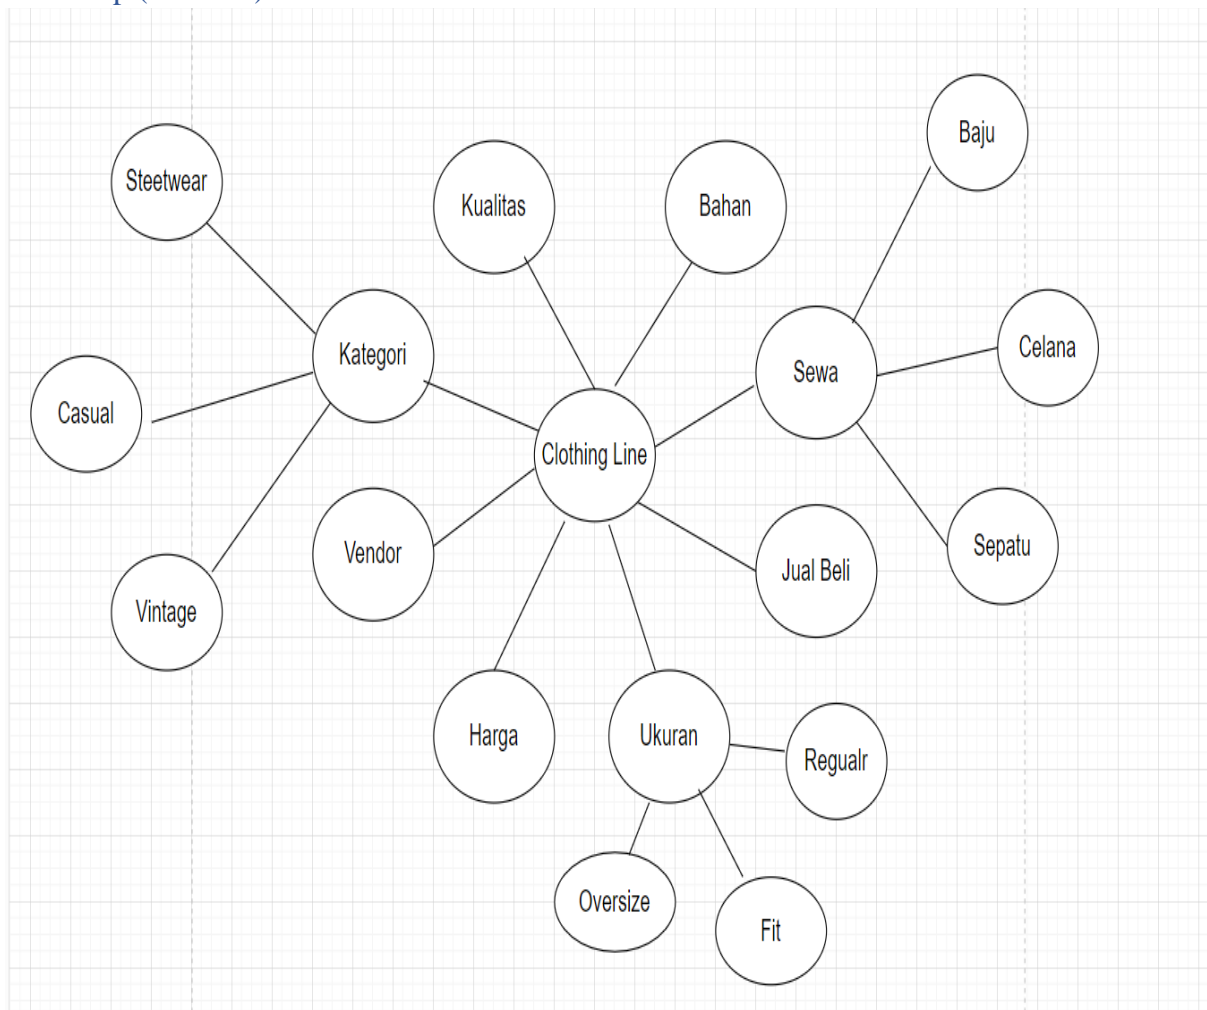 Baju
Steetwear
Kualitas
Bahan
Kategori
Sewa
Celana
Casual
Clothing Line
Vendor
Jual Beli
Sepatu
Vintage
Harga
Ukuran
Regualr
Oversize
Fit